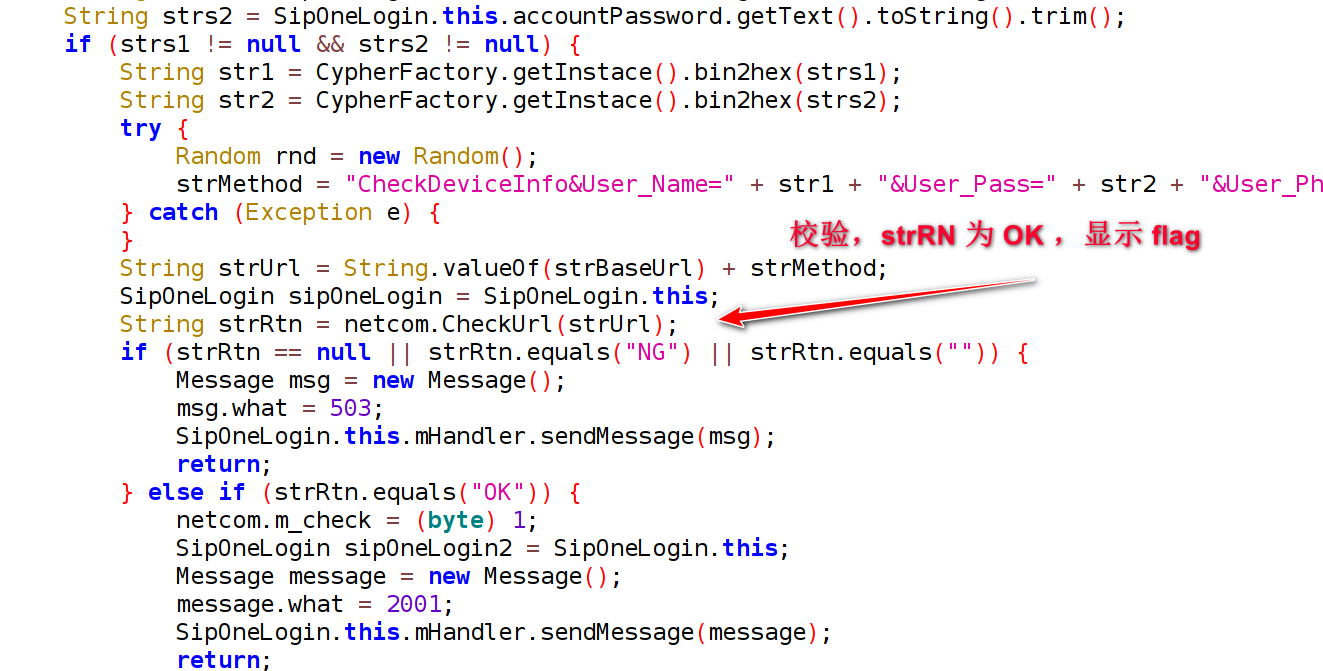 String strs2 = SipOneLogin.this.accountPassword.getText().toString().trim();
if (strs1 != null && strs2 != null) {
String str1 = CypherFactory.getInstace().bin2hex(strs1);
String str2 = CypherFactory.getInstace().bin2hex(strs2);
try {
Random rnd = new Random();
strMethod = "CheckDeviceInfo&User_Name=" + str1 + "&User_Pass=" + str2 + "&User_Ph
} catch (Exception e) {
}
校验，strRN 为 OK ，显示 flag
String strUrl = String.valueOf(strBaseUrl) + strMethod;
SipOneLogin sipOneLogin = SipOneLogin.this;
String strRtn = netcom.CheckUrl(strUrl);
if (strRtn == null || strRtn.equals("NG") || strRtn.equals("")) {
Message msg = new Message();
msg.what = 503;
SipOneLogin.this.mHandler.sendMessage(msg);
return;
} else if (strRtn.equals("OK")) {
netcom.m_check = (byte) 1;
SipOneLogin sipOneLogin2 = SipOneLogin.this;
Message message = new Message();
message.what = 2001;
SipOneLogin.this.mHandler.sendMessage(message);
return;